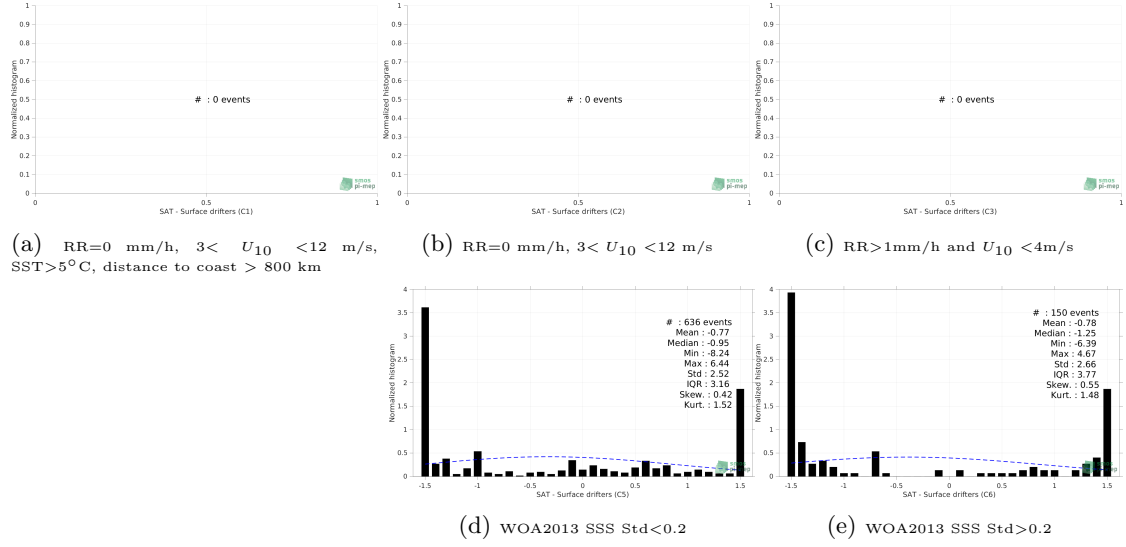 1
0.9
0.8
0.7
0.6
0.5
0.4
0.3
0.2
0.1
0
Normalized histogram
# : 0 events
smos
pi-mep
0 0.5 1
SAT - Surface drifters (C1)
(a) RR=0 mm/h, 3< U10 <12 m/s,
SST>5°C, distance to coast > 800 km
1
0.9
0.8
0.7
0.6
0.5
0.4
0.3
0.2
0.1
0
Normalized histogram
# : 0 events
smos
pi-mep
0 0.5 1
SAT - Surface drifters (C2)
(b) RR=0 mm/h, 3< U10 <12 m/s
1
0.9
0.8
0.7
0.6
0.5
0.4
0.3
0.2
0.1
0
Normalized histogram
# : 0 events
smos
pi-mep
0 0.5 1
SAT - Surface drifters (C3)
(c) RR>1mm/h and U10 <4m/s
4
3.5
3
2.5
2
1.5
1
0.5
0
Normalized histogram
# : 636 events
Mean : -0.77
Median : -0.95
Min : -8.24
Max : 6.44
Std : 2.52
IQR : 3.16
Skew. : 0.42
Kurt. : 1.52
smos
pi-mep
-1.5 -1 -0.5 0 0.5 1 1.5
SAT - Surface drifters (C5)
(d) WOA2013 SSS Std<0.2
4
3.5
3
2.5
2
1.5
1
0.5
0
Normalized histogram
# : 150 events
Mean : -0.78
Median : -1.25
Min : -6.39
Max : 4.67
Std : 2.66
IQR : 3.77
Skew. : 0.55
Kurt. : 1.48
smos
pi-mep
-1.5 -1 -0.5 0 0.5 1 1.5
SAT - Surface drifters (C6)
(e) WOA2013 SSS Std>0.2